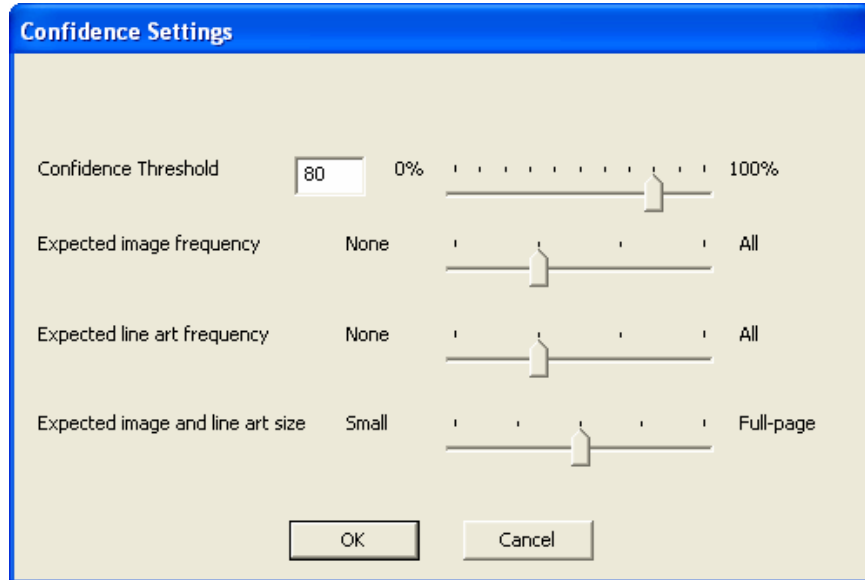 Confidence Settings
Confidence Threshold 80 0% 100%
Expected image frequency None All
Expected line art frequency None All
Expected image and line art size Small Full-page
OK Cancel